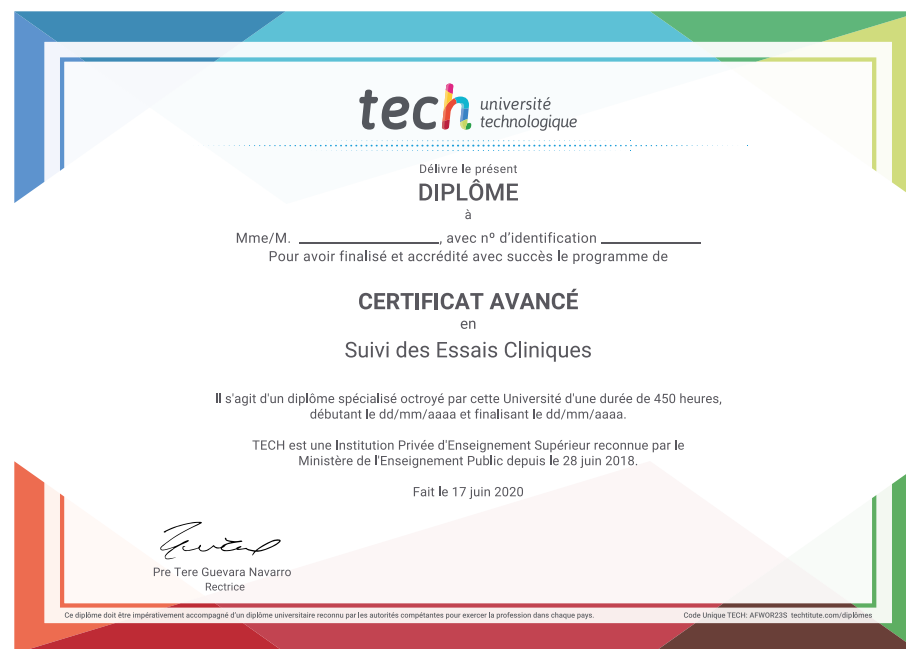 tech université
technologique
Délivre le présent
DIPLÔME
à
Mme/M. ____________________, avec nº d'identification ______________
Pour avoir finalisé et accrédité avec succès le programme de
CERTIFICAT AVANCÉ
en
Suivi des Essais Cliniques
Il s'agit d'un diplôme spécialisé octroyé par cette Université d'une durée de 450 heures,
débutant le dd/mm/aaaa et finalisant le dd/mm/aaaa.
TECH est une Institution Privée d'Enseignement Supérieur reconnue par le
Ministère de l'Enseignement Public depuis le 28 juin 2018.
Fait le 17 juin 2020
Pre Tere Guevara Navarro
Rectrice
Ce diplôme doit être impérativement accompagné d'un diplôme universitaire reconnu par les autorités compétentes pour exercer la profession dans chaque pays.
Code Unique TECH: AFWOR23S techtitute.com/diplômes